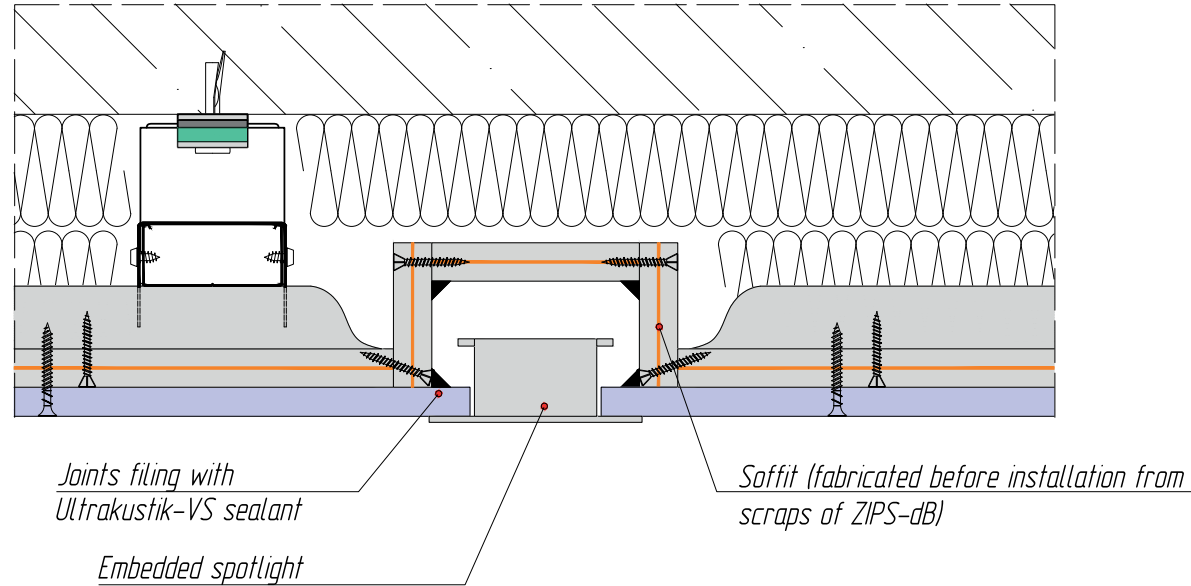 Joints filing with
Ultrakustik-VS sealant
Embedded spotlight
Soffit (fabricated before installation from
scraps of ZIPS-dB)